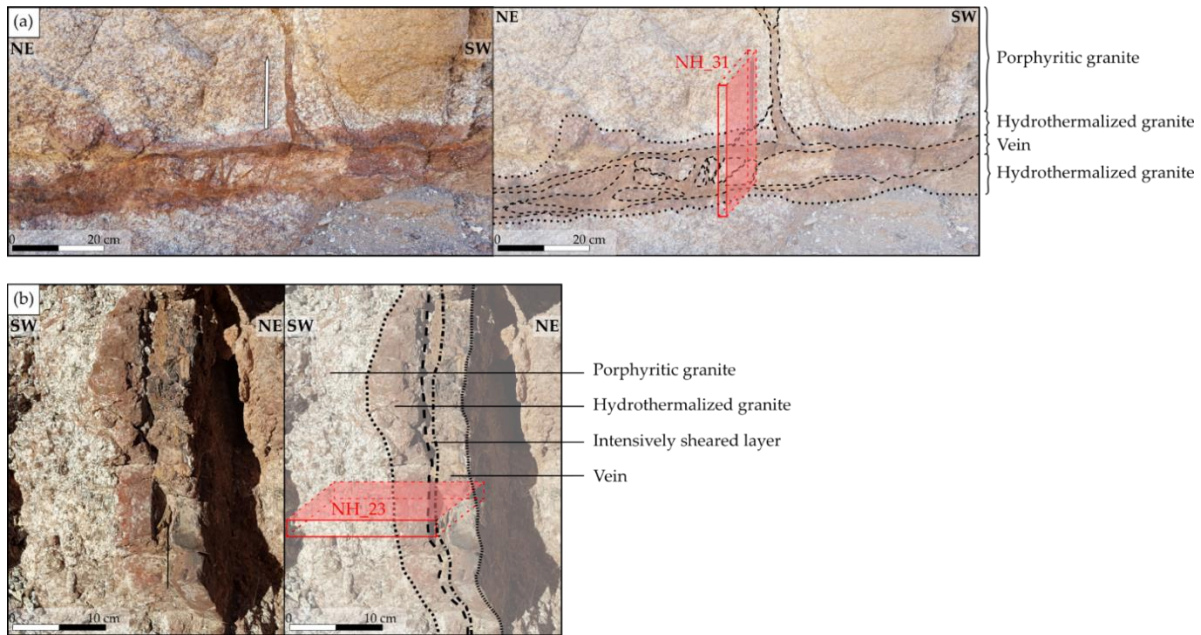 (a)
NE
SW
0
20 cm
NE
SW
NH_31
0
20 cm
Porphyritic granite
Hydrothermalized granite
Vein
Hydrothermalized granite
(b)
SW
NE
0
10 cm
SW
NE
NH_23
0
10 cm
Porphyritic granite
Hydrothermalized granite
Intensively sheared layer
Vein